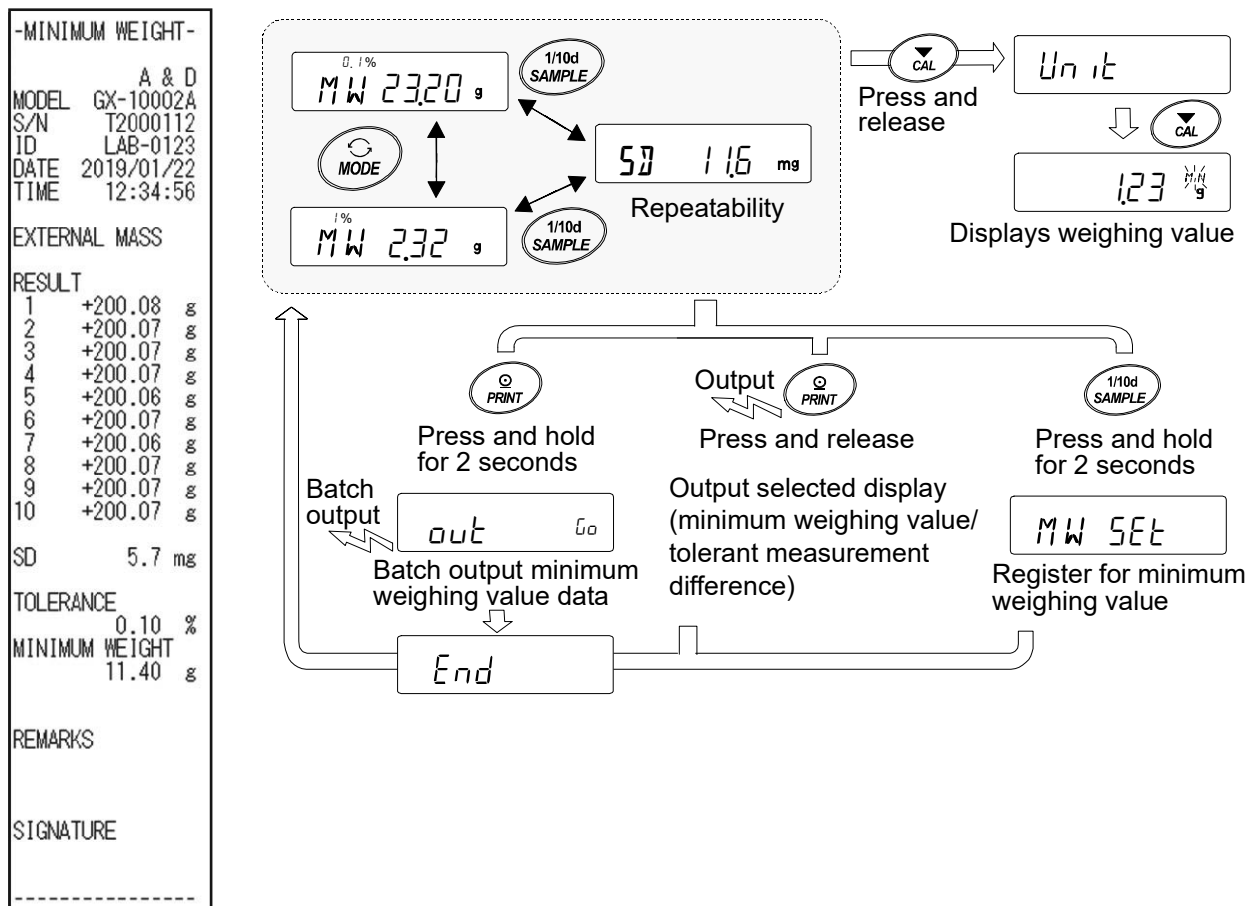 -MINIMUM WEIGHT-
A & D
MODEL GX-10002A
S/N T2000112
ID LAB-0123
DATE 2019/01/22
TIME 12:34:56
EXTERNAL MASS
RESULT
1 +200.08 g
2 +200.07 g
3 +200.07 g
4 +200.07 g
5 +200.06 g
6 +200.07 g
7 +200.06 g
8 +200.07 g
9 +200.07 g
10 +200.07 g
SD 5.7 mg
TOLERANCE
0.10 %
MINIMUM WEIGHT
11.40 g
REMARKS
SIGNATURE
0.1%
MW 23.20 g
1/10d
SAMPLE
MODE
SD 11.6 mg
Repeatability
1%
MW 2.32 g
1/10d
SAMPLE
CAL
Press and
release
Unit
CAL
1.23 MIN g
Displays weighing value
PRINT
Press and hold
for 2 seconds
Batch
output
out Go
Batch output minimum
weighing value data
End
Output
PRINT
Press and release
Output selected display
(minimum weighing value/
tolerant measurement
difference)
1/10d
SAMPLE
Press and hold
for 2 seconds
MW SEt
Register for minimum
weighing value